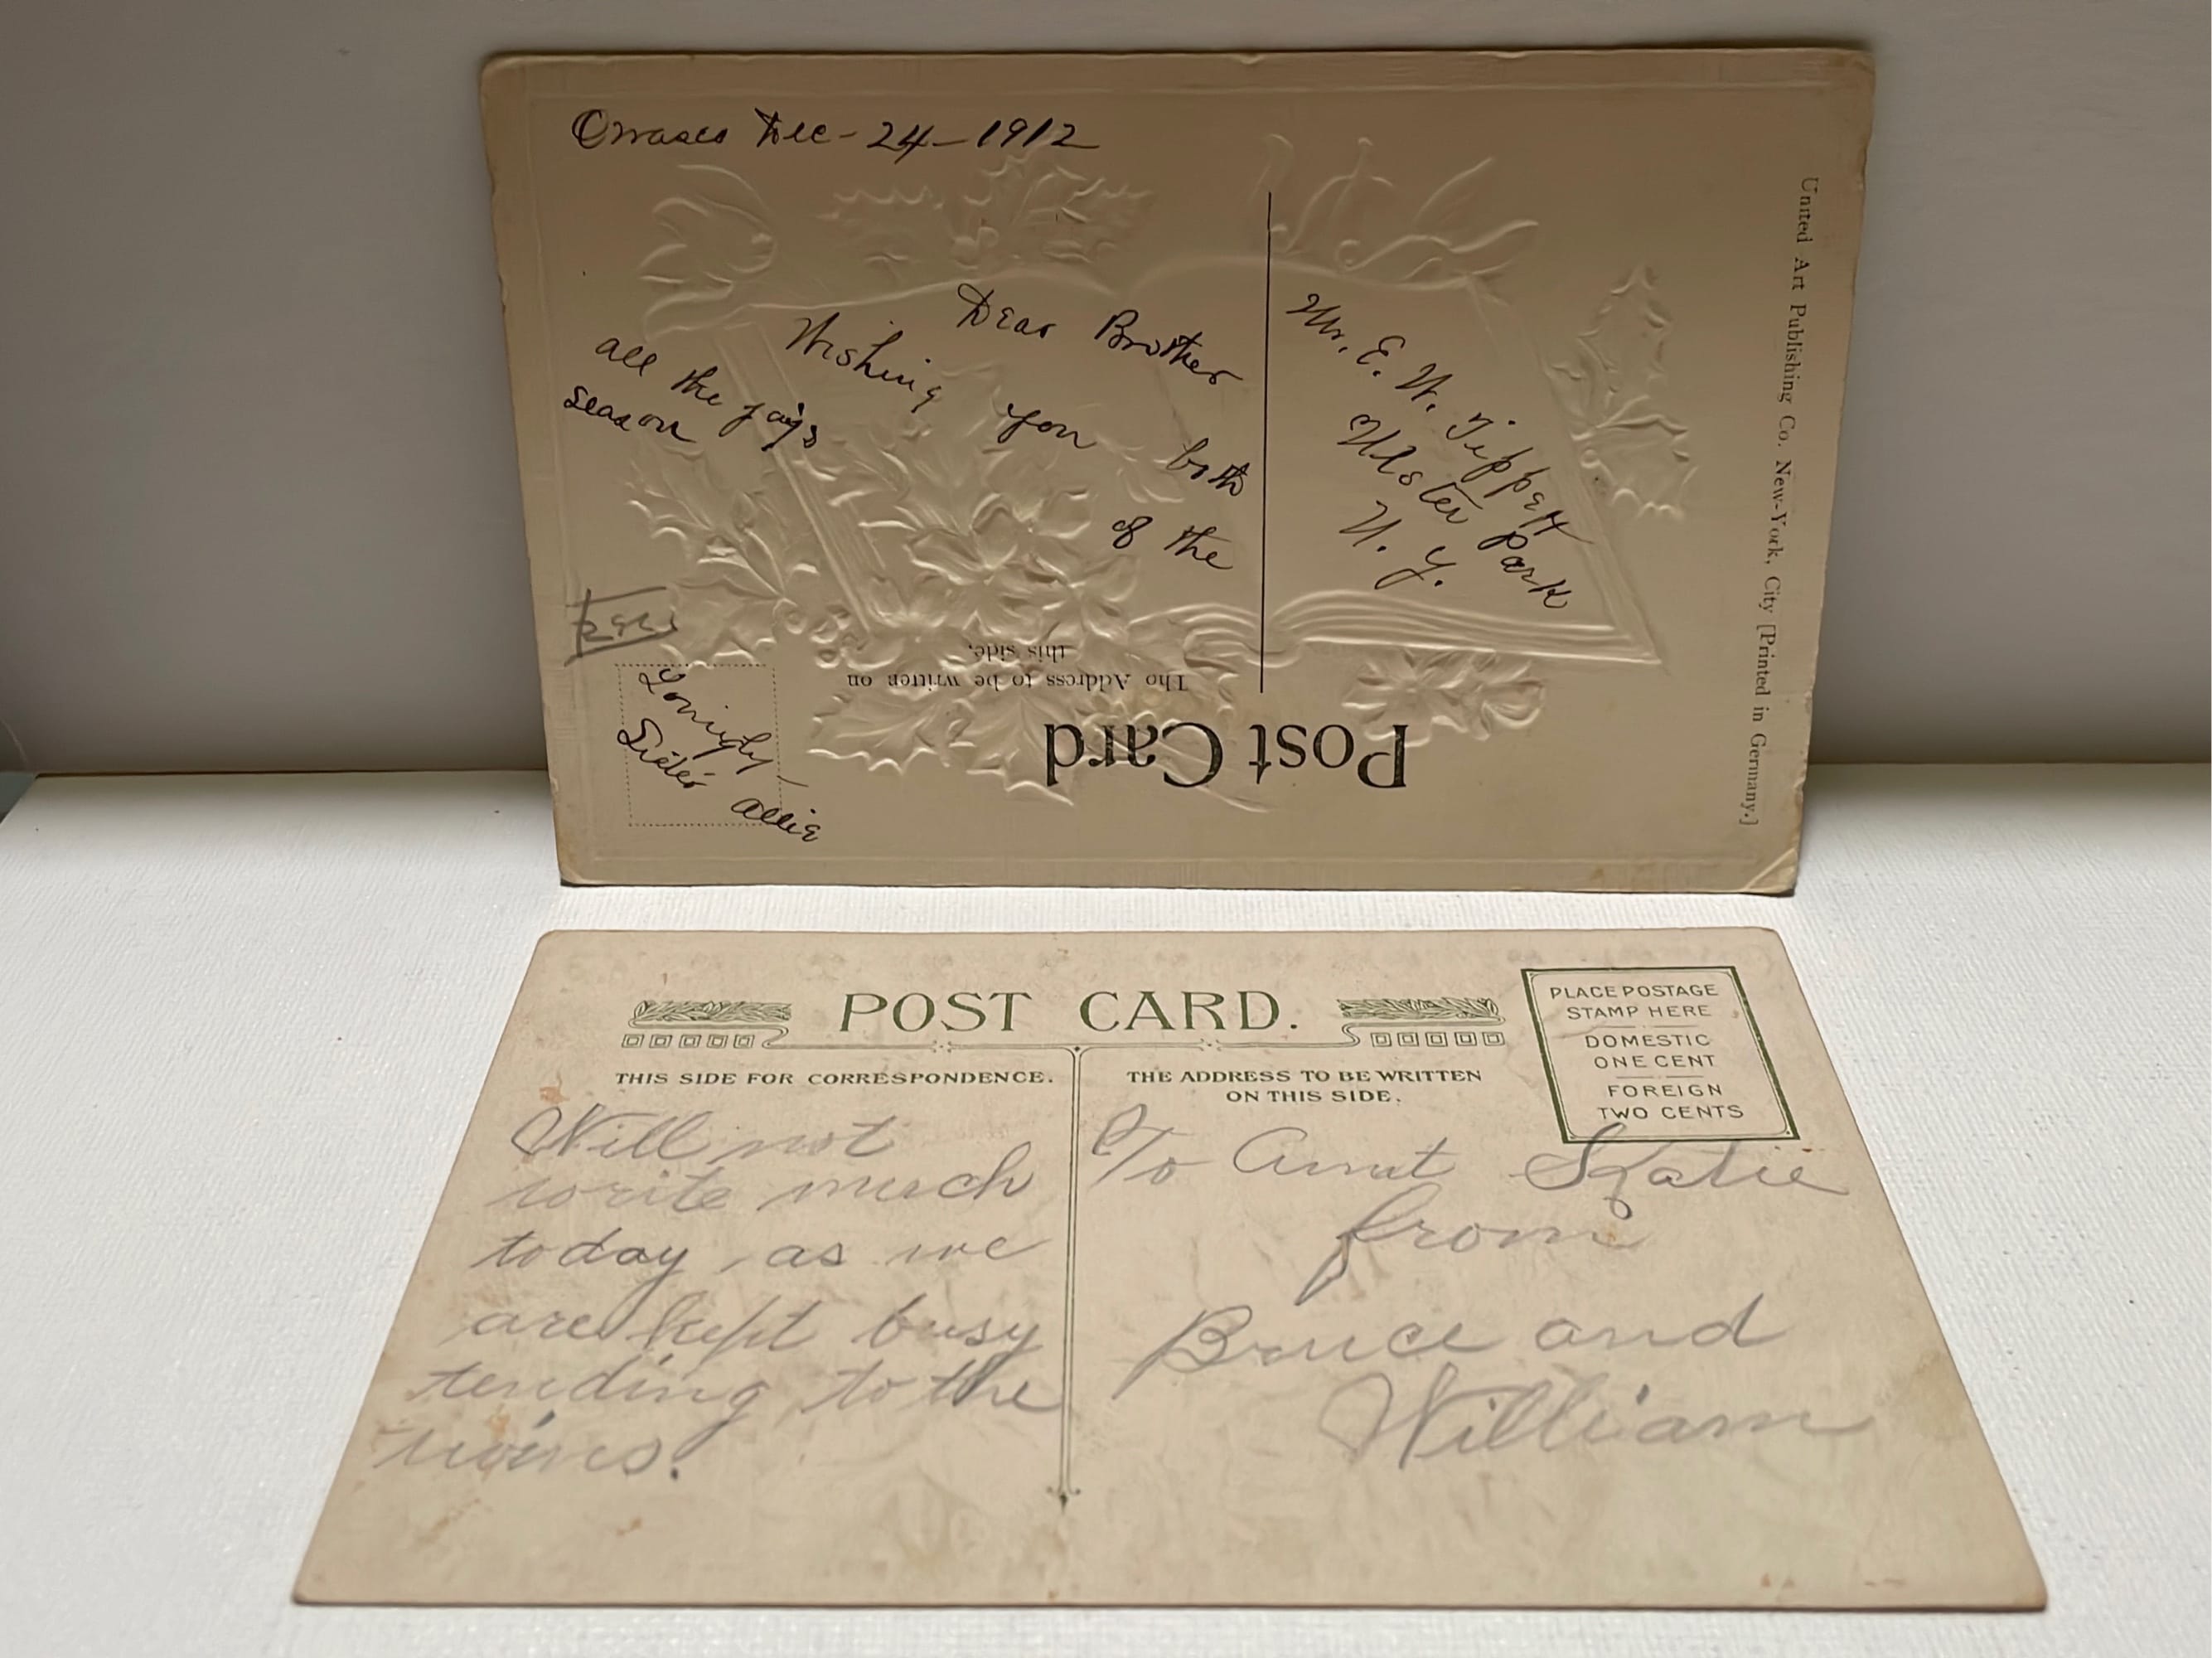 Owasco Dec - 24 - 1912
Dear Brother
Wishing you both
all the joys of the
season
Lovingly
Sister Allie
Mr. E. W. Tippett
Ulster Park
N. Y.
Post Card
The Address to be written on
this side.
United Art Publishing Co. New-York, City [Printed in Germany.]
POST CARD.
PLACE POSTAGE
STAMP HERE
DOMESTIC
ONE CENT
FOREIGN
TWO CENTS
THIS SIDE FOR CORRESPONDENCE.
Will not
write much
today, as we
are kept busy
tending to the
THE ADDRESS TO BE WRITTEN
ON THIS SIDE.
To Aunt Katie
from
Bruce and
William